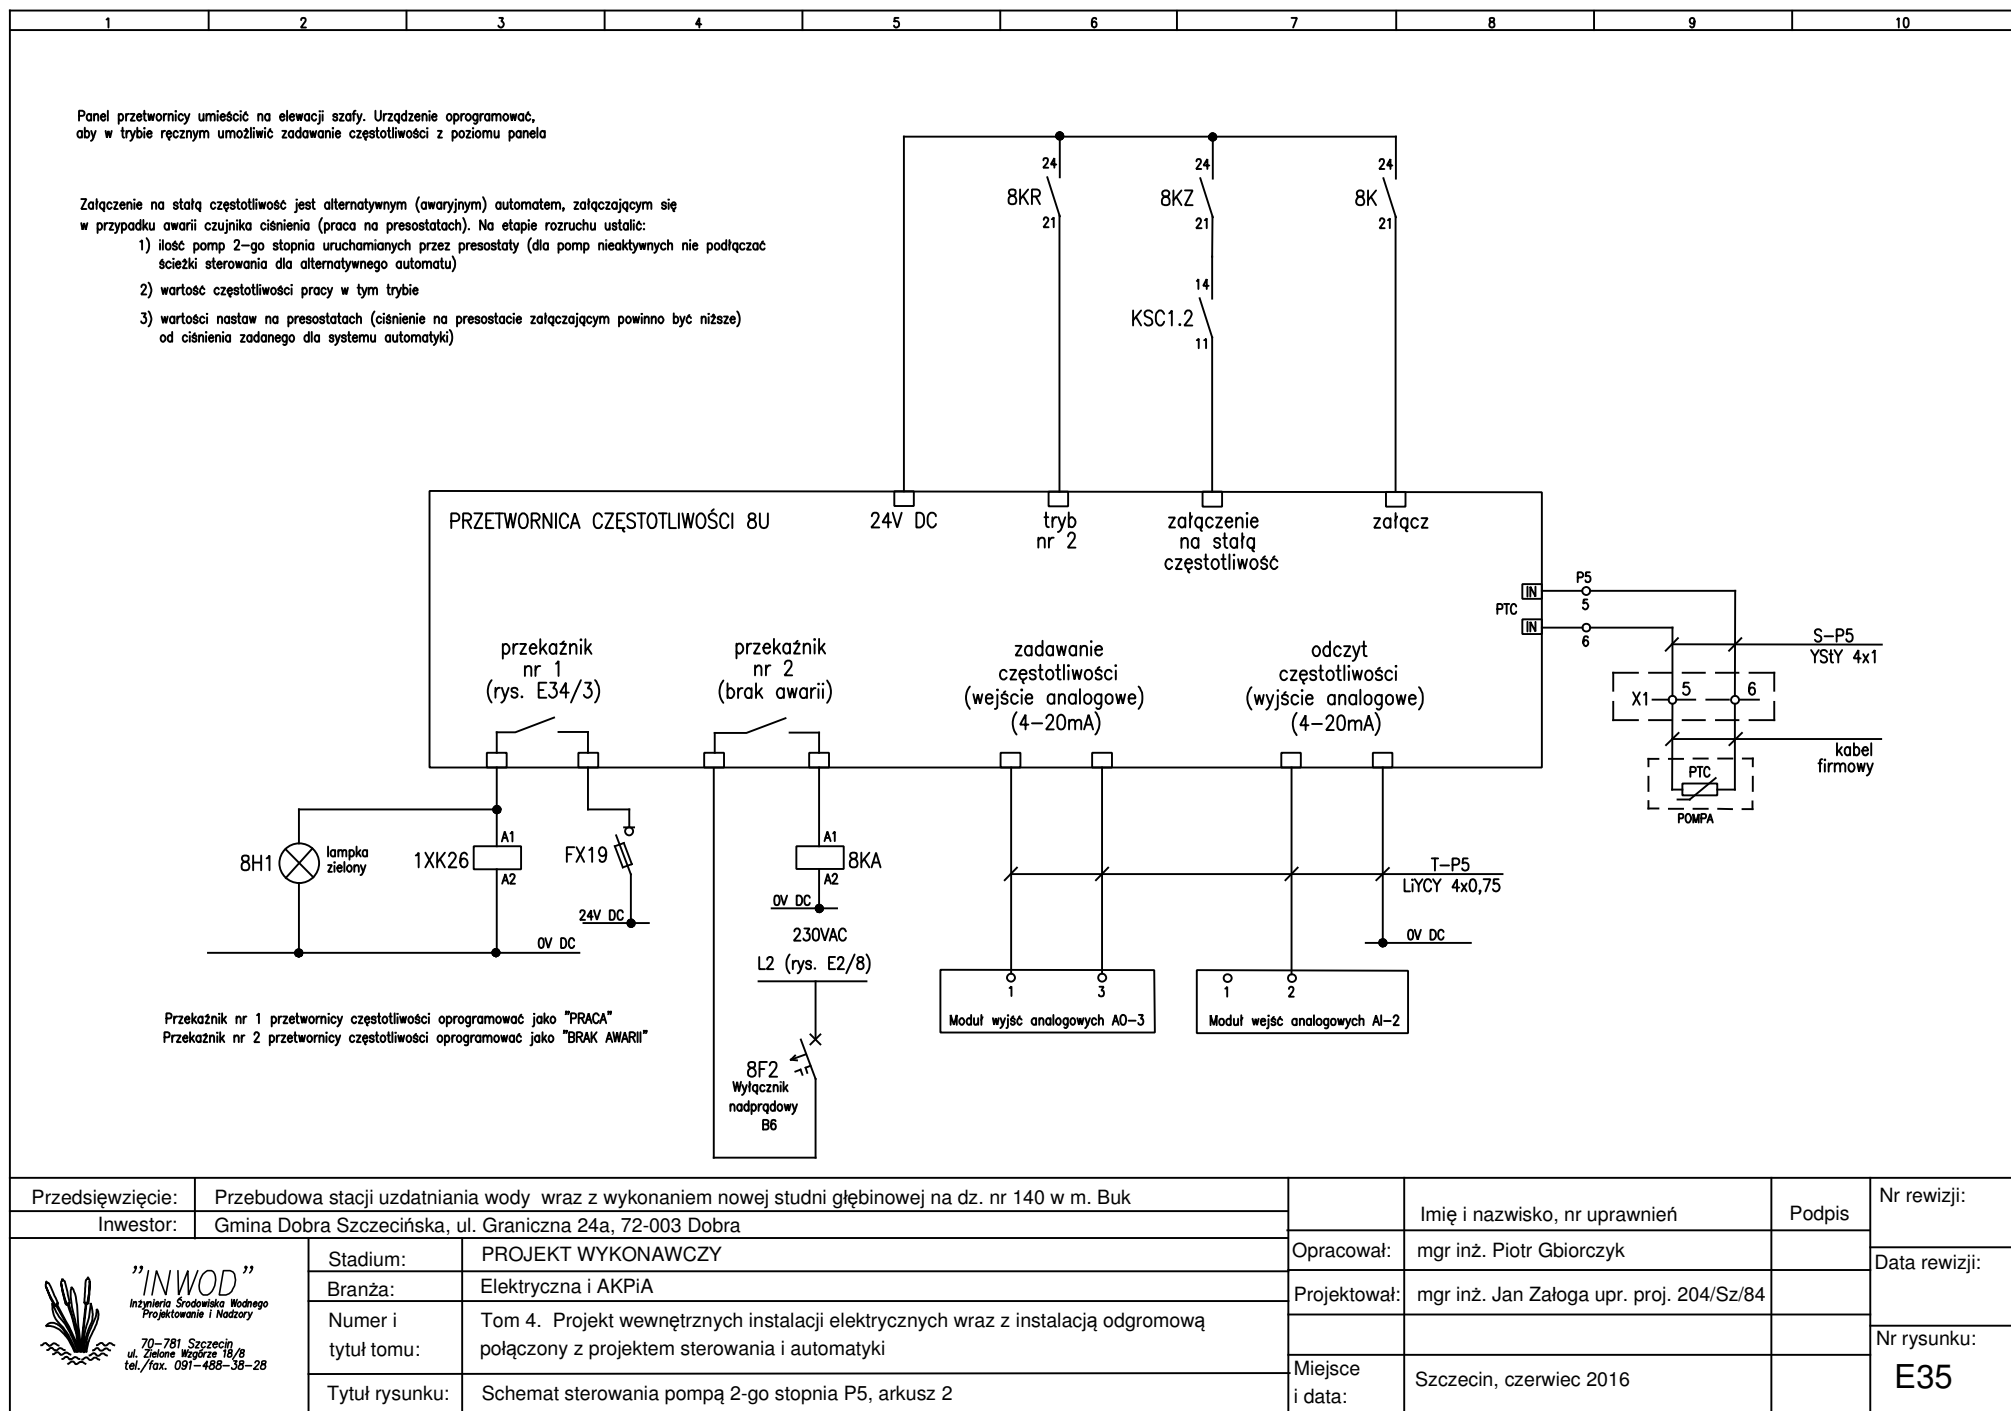 1 2 3 4 5 6 7 8 9 10
Panel przetwornicy umieścić na elewacji szafy. Urządzenie oprogramować,
aby w trybie ręcznym umożliwić zadawanie częstotliwości z poziomu panela
Załączenie na stałą częstotliwość jest alternatywnym (awaryjnym) automatem, załączającym się
w przypadku awarii czujnika ciśnienia (praca na presostatach). Na etapie rozruchu ustalić:
1) ilość pomp 2-go stopnia uruchamianych przez presostaty (dla pomp nieaktywnych nie podłączać
ścieżki sterowania dla alternatywnego automatu)
2) wartość częstotliwości pracy w tym trybie
3) wartości nastaw na presostatach (ciśnienie na presostacie załączającym powinno być niższe)
od ciśnienia zadanego dla systemu automatyki)
24 24 24
8KR 8KZ 8K
21 21 21
14
KSC1.2
11
PRZETWORNICA CZĘSTOTLIWOŚCI 8U
24V DC
tryb
nr 2
załączenie
na stałą
częstotliwość
załącz
PTC
IN
IN
P5
5
6
S-P5
YStY 4x1
X1
5
6
kabel
firmowy
PTC
POMPA
przekaźnik
nr 1
(rys. E34/3)
przekaźnik
nr 2
(brak awarii)
zadawanie
częstotliwości
(wejście analogowe)
(4-20mA)
odczyt
częstotliwości
(wyjście analogowe)
(4-20mA)
8H1
lampka
zielony
1XK26
A1
A2
FX19
24V DC
0V DC
A1
8KA
A2
0V DC
230VAC
L2 (rys. E2/8)
8F2
Wyłącznik
nadprądowy
B6
T-P5
LiYCY 4x0,75
0V DC
1 3
Moduł wyjść analogowych AO-3
1 2
Moduł wejść analogowych AI-2
Przekaźnik nr 1 przetwornicy częstotliwości oprogramować jako "PRACA"
Przekaźnik nr 2 przetwornicy częstotliwości oprogramować jako "BRAK AWARII"
Przedsięwzięcie: Przebudowa stacji uzdatniania wody wraz z wykonaniem nowej studni głębinowej na dz. nr 140 w m. Buk
Inwestor: Gmina Dobra Szczecińska, ul. Graniczna 24a, 72-003 Dobra
"INWOD"
Inżynieria Środowiska Wodnego
Projektowanie i Nadzory
70-781 Szczecin
ul. Zielone Wzgórze 18/8
tel./fax. 091-488-38-28
Stadium: PROJEKT WYKONAWCZY
Branża: Elektryczna i AKPiA
Numer i
tytuł tomu:
Tom 4. Projekt wewnętrznych instalacji elektrycznych wraz z instalacją odgromową
połączony z projektem sterowania i automatyki
Tytuł rysunku: Schemat sterowania pompą 2-go stopnia P5, arkusz 2
Imię i nazwisko, nr uprawnień Podpis
Opracował: mgr inż. Piotr Gbiorczyk
Projektował: mgr inż. Jan Załoga upr. proj. 204/Sz/84
Miejsce
i data:
Szczecin, czerwiec 2016
Nr rewizji:
Data rewizji:
Nr rysunku:
E35